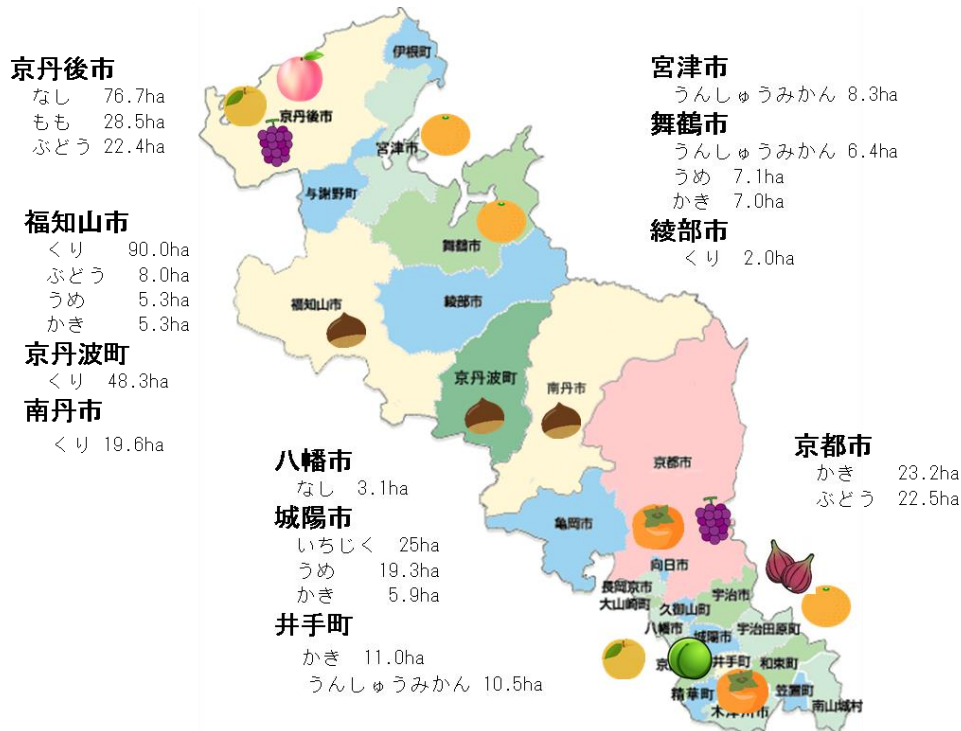 京丹後市
なし 76.7ha
もも 28.5ha
ぶどう 22.4ha
福知山市
くり 90.0ha
ぶどう 8.0ha
うめ 5.3ha
かき 5.3ha
京丹波町
くり 48.3ha
南丹市
くり 19.6ha
宮津市
うんしゅうみかん 8.3ha
舞鶴市
うんしゅうみかん 6.4ha
うめ 7.1ha
かき 7.0ha
綾部市
くり 2.0ha
八幡市
なし 3.1ha
城陽市
いちじく 25ha
うめ 19.3ha
かき 5.9ha
井手町
かき 11.0ha
うんしゅうみかん 10.5ha
京都市
かき 23.2ha
ぶどう 22.5ha
伊根町
京丹後市
宮津市
与謝野町
舞鶴市
福知山市
綾部市
京丹波町
南丹市
京都市
亀岡市
向日市
長岡京市
大山崎町
宇治市
久御山町
八幡市
城陽市
宇治田原町
京
井手町
和束町
精華町
笠置町
木津川市
南山城村